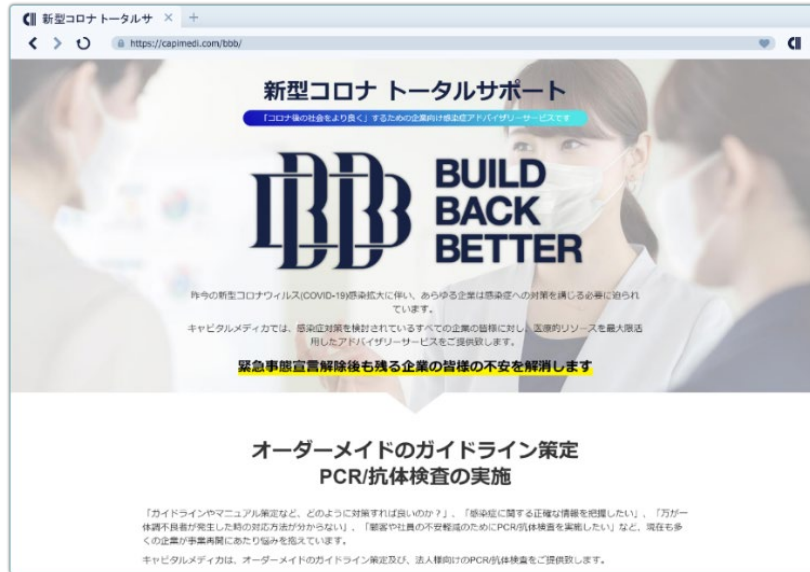 新型コロナ トータルサ
https://capimedi.com/bbb/
新型コロナ トータルサポート
「コロナ後の社会をより良く」するための企業向け感染症アドバイザリーサービスです
BBB
BUILD
BACK
BETTER
昨今の新型コロナウィルス(COVID-19)感染拡大に伴い、あらゆる企業は感染症への対策を講じる必要に迫られ
ています。
キャピタルメディカでは、感染症対策を検討されているすべての企業の皆様に対し、医療的リソースを最大限活
用したアドバイザリーサービスをご提供致します。
緊急事態宣言解除後も残る企業の皆様の不安を解消します
オーダーメイドのガイドライン策定
PCR/抗体検査の実施
「ガイドラインやマニュアル策定など、どのように対策すれば良いのか？」、「感染症に関する正確な情報を把握したい」、「万が一
体調不良者が発生した時の対応方法が分からない」、「顧客や社員の不安軽減のためにPCR/抗体検査を実施したい」など、現在も多
くの企業が事業再開にあたり悩みを抱えています。
キャピタルメディカは、オーダーメイドのガイドライン策定及び、法人様向けのPCR/抗体検査をご提供致します。